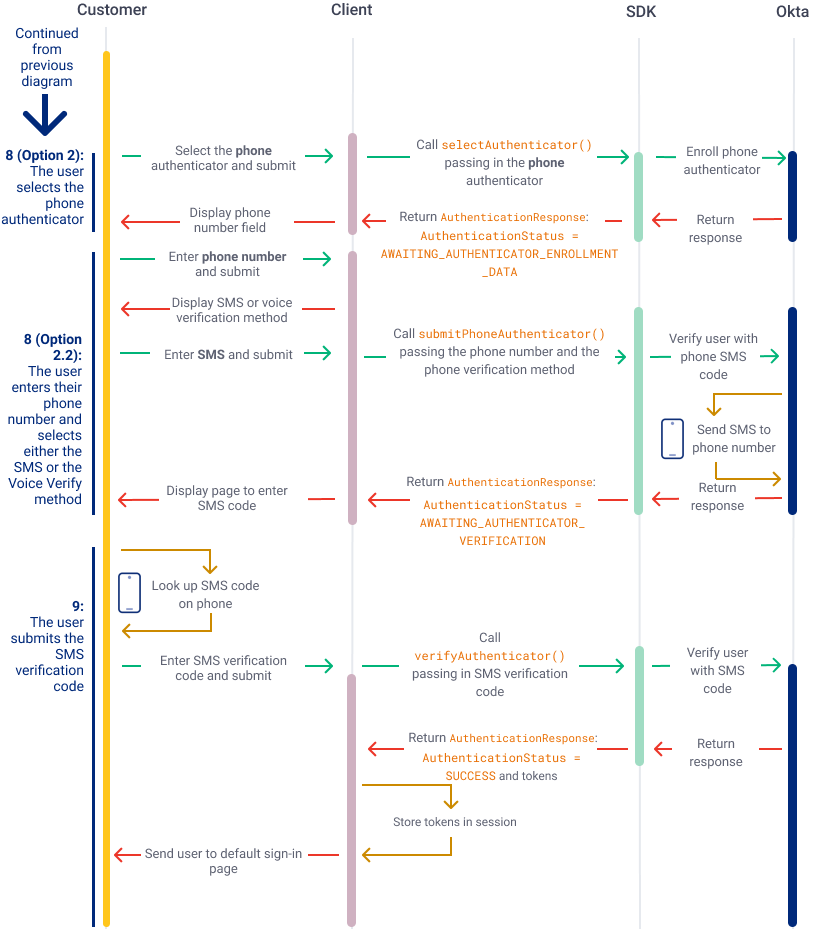 Customer
Client
SDK
Okta
Continued
from
previous
diagram
8 (Option 2):
The user
selects the
phone
authenticator
Select the phone
authenticator and submit
Call selectAuthenticator()
passing in the phone
authenticator
Enroll phone
authenticator
Display phone
number field
Return AuthenticationResponse:
AuthenticationStatus =
AWAITING_AUTHENTICATOR_ENROLLMENT
_DATA
Return
response
8 (Option
2.2):
The user
enters their
phone
number and
selects
either the
SMS or the
Voice Verify
method
Enter phone number
and submit
Display SMS or voice
verification method
Enter SMS and submit
Call submitPhoneAuthenticator()
passing the phone number and the
phone verification method
Verify user with
phone SMS
code
Send SMS to
phone number
Display page to enter
SMS code
Return AuthenticationResponse:
AuthenticationStatus =
AWAITING_AUTHENTICATOR_
VERIFICATION
Return
response
9:
The user
submits the
SMS
verification
code
Look up SMS code
on phone
Enter SMS verification
code and submit
Call
verifyAuthenticator()
passing in SMS verification
code
Verify user
with SMS
code
Return AuthenticationResponse:
AuthenticationStatus =
SUCCESS and tokens
Return
response
Store tokens in session
Send user to default sign-in
page